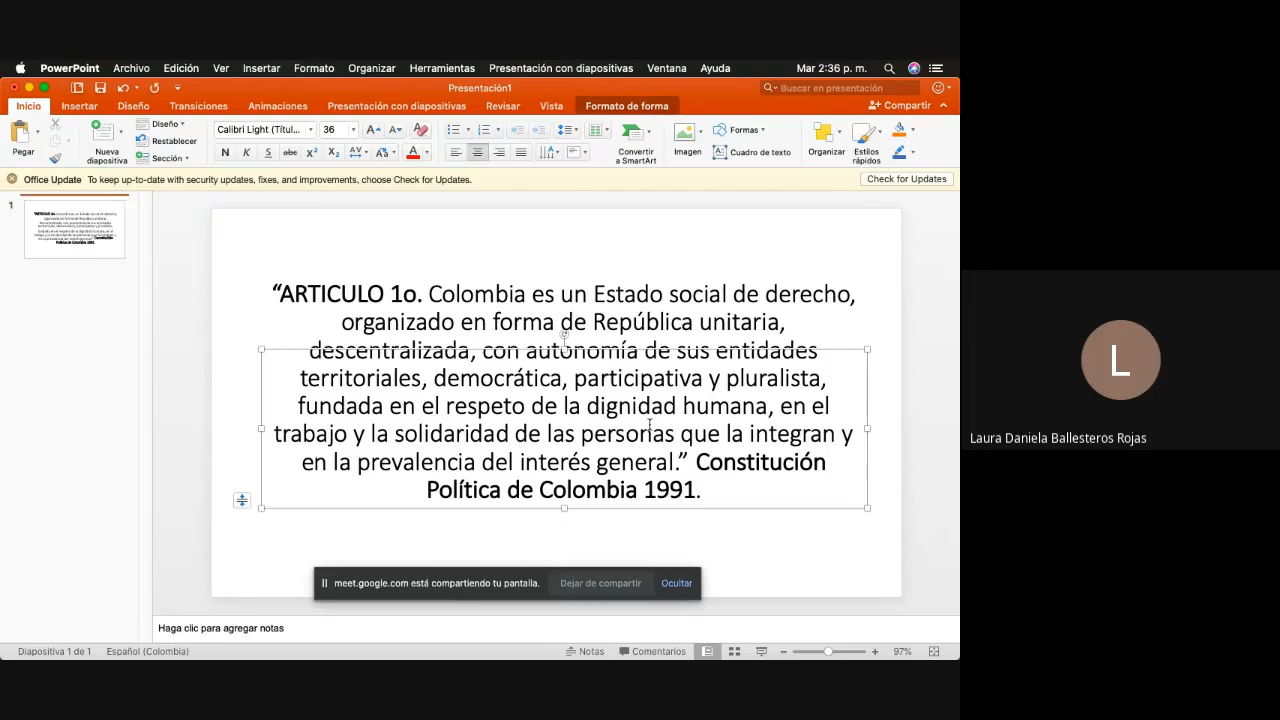 PowerPoint Archivo Edición Ver Insertar Formato Organizar Herramientas Presentación con diapositivas Ventana Ayuda Mar 2:36 p. m.
Presentación1 Buscar en presentación
Inicio Insertar Diseño Transiciones Animaciones Presentación con diapositivas Revisar Vista Formato de forma Compartir
Pegar Nueva diapositiva Diseño Restablecer Sección Calibri Light (Títul... 36 N K S abc X² X₂ AV Aa A Convertir a SmartArt Imagen Formas Cuadro de texto Organizar Estilos rápidos
Office Update To keep up-to-date with security updates, fixes, and improvements, choose Check for Updates. Check for Updates
1
“ARTICULO 1o. Colombia es un Estado social de derecho,
organizado en forma de República unitaria,
descentralizada, con autonomía de sus entidades
territoriales, democrática, participativa y pluralista,
fundada en el respeto de la dignidad humana, en el
trabajo y la solidaridad de las personas que la integran y
en la prevalencia del interés general.” Constitución
Política de Colombia 1991.
meet.google.com está compartiendo tu pantalla. Dejar de compartir Ocultar
Haga clic para agregar notas
Diapositiva 1 de 1 Español (Colombia) Notas Comentarios 97%
L
Laura Daniela Ballesteros Rojas